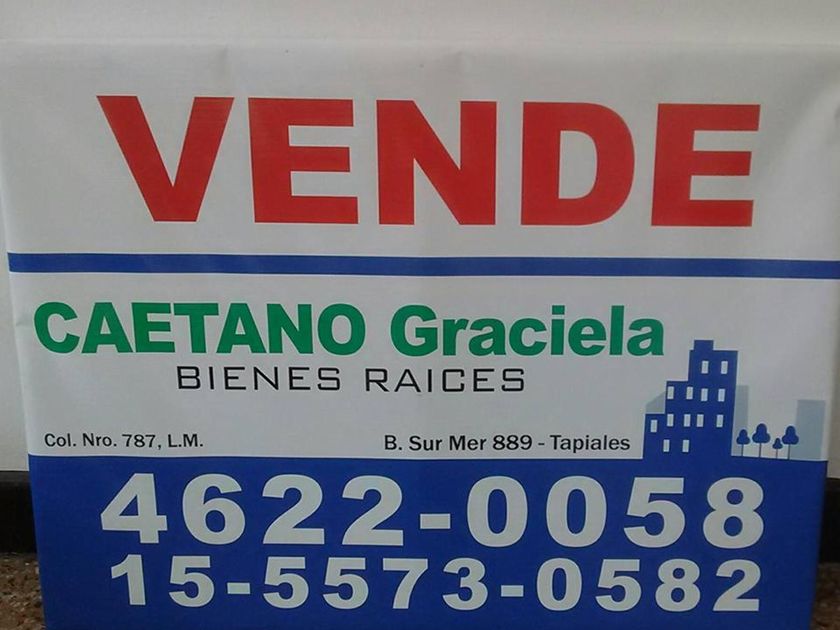 VENDE
CAETANO Graciela
BIENES RAICES
Col. Nro. 787, L.M. B. Sur Mer 889 - Tapiales
4622-0058
15-5573-0582